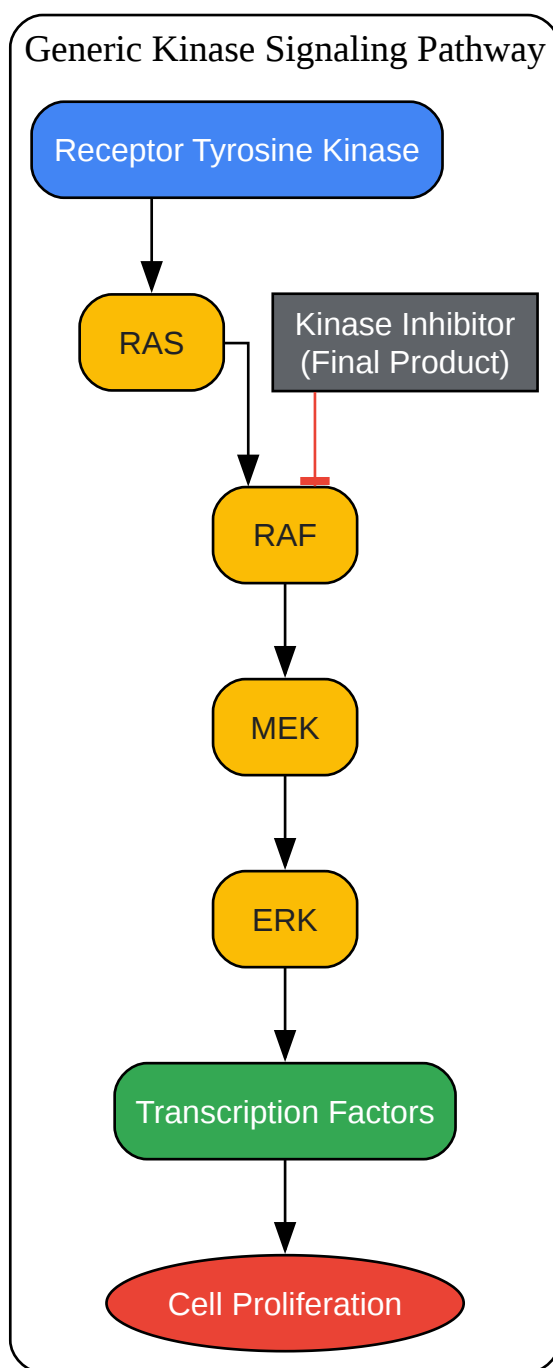 Generic Kinase Signaling Pathway
Receptor Tyrosine Kinase
RAS
Kinase Inhibitor
(Final Product)
RAF
MEK
ERK
Transcription Factors
Cell Proliferation